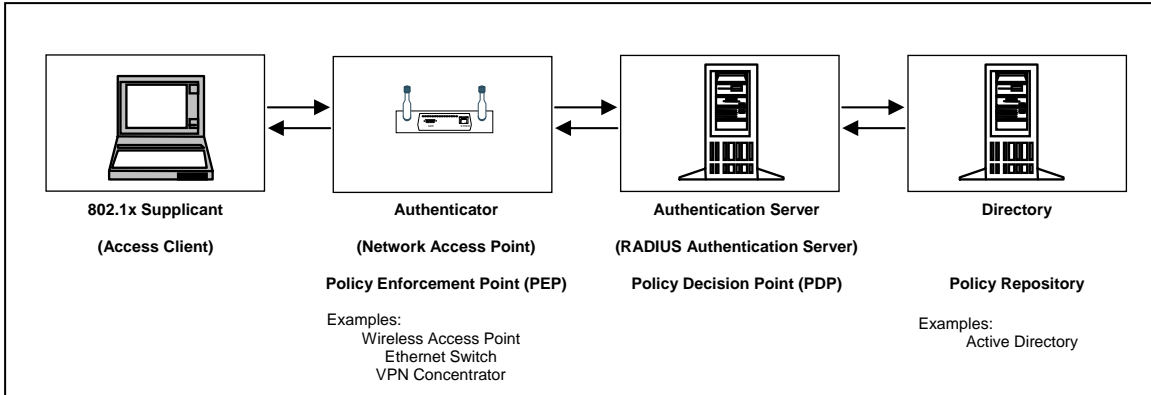 802.1x Supplicant
(Access Client)
Authenticator
(Network Access Point)
Policy Enforcement Point (PEP)
Examples:
Wireless Access Point
Ethernet Switch
VPN Concentrator
Authentication Server
(RADIUS Authentication Server)
Policy Decision Point (PDP)
Directory
Policy Repository
Examples:
Active Directory